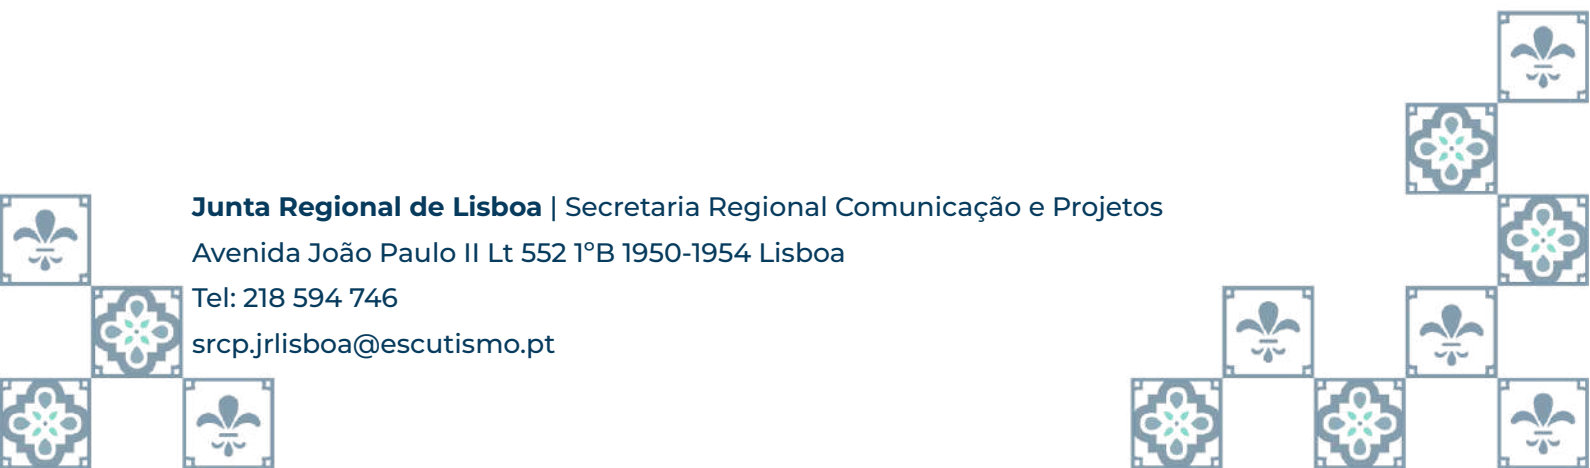 Junta Regional de Lisboa | Secretaria Regional Comunicação e Projetos
Avenida João Paulo II Lt 552 1ºB 1950-1954 Lisboa
Tel: 218 594 746
srcp.jrlisboa@escutismo.pt